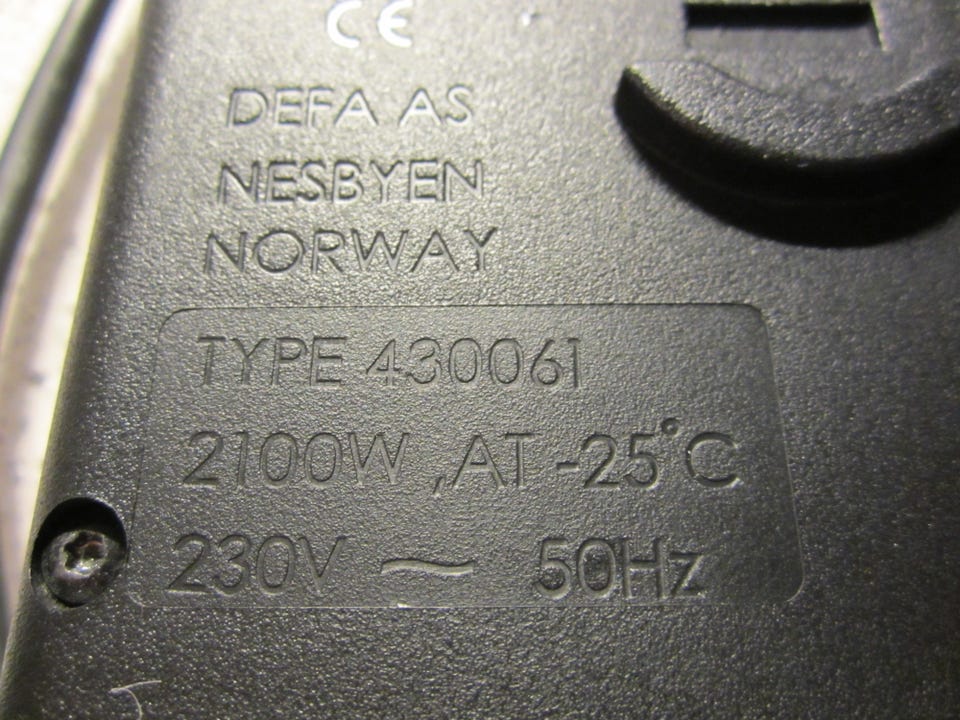 CE
DEFA AS
NESBYEN
NORWAY
TYPE 430061
2100W ,AT -25°C
230V ~ 50Hz